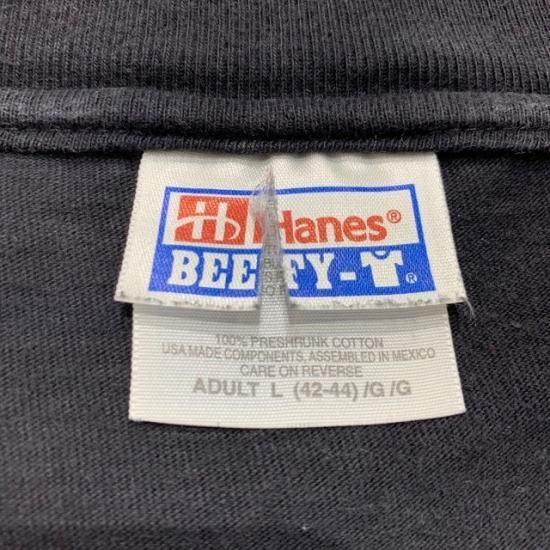 Hanes®
BEEFY-T®
100% PRESHRUNK COTTON
USA MADE COMPONENTS, ASSEMBLED IN MEXICO
CARE ON REVERSE
ADULT L (42-44) /G /G